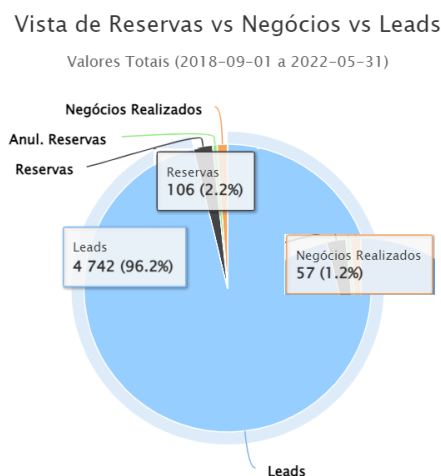 Vista de Reservas vs Negócios vs Leads
Valores Totais (2018-09-01 a 2022-05-31)
Negócios Realizados
Anul. Reservas
Reservas
Reservas
106 (2.2%)
Leads
4 742 (96.2%)
Negócios Realizados
57 (1.2%)
Leads